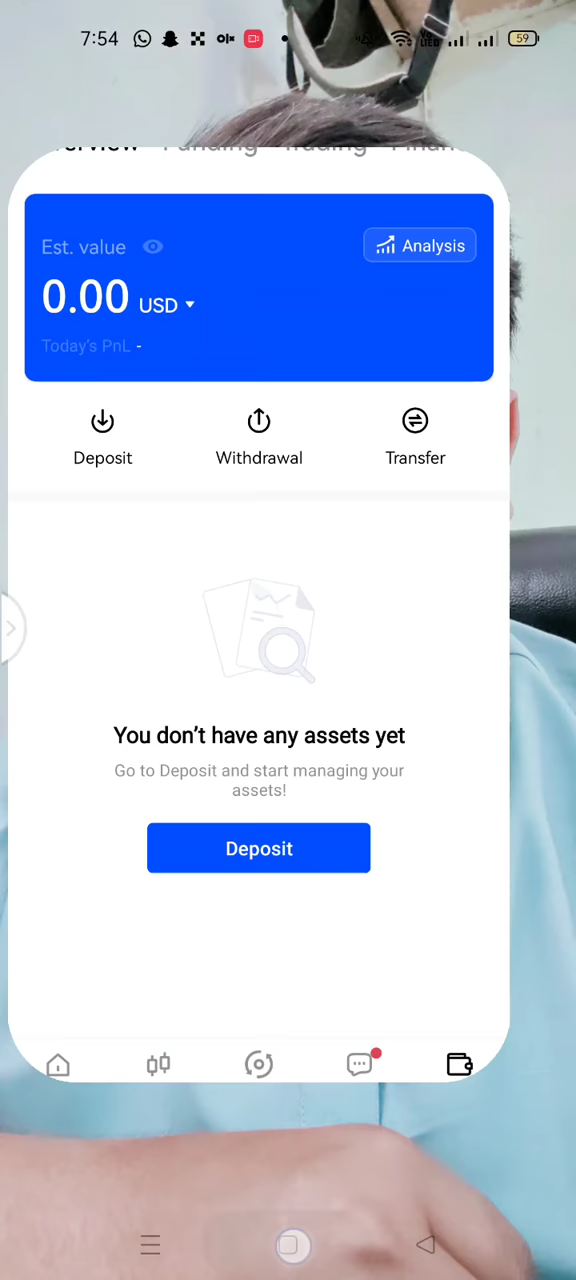 7:54
59
Est. value
Analysis
0.00 USD
Today's PnL -
Deposit
Withdrawal
Transfer
You don't have any assets yet
Go to Deposit and start managing your
assets!
Deposit